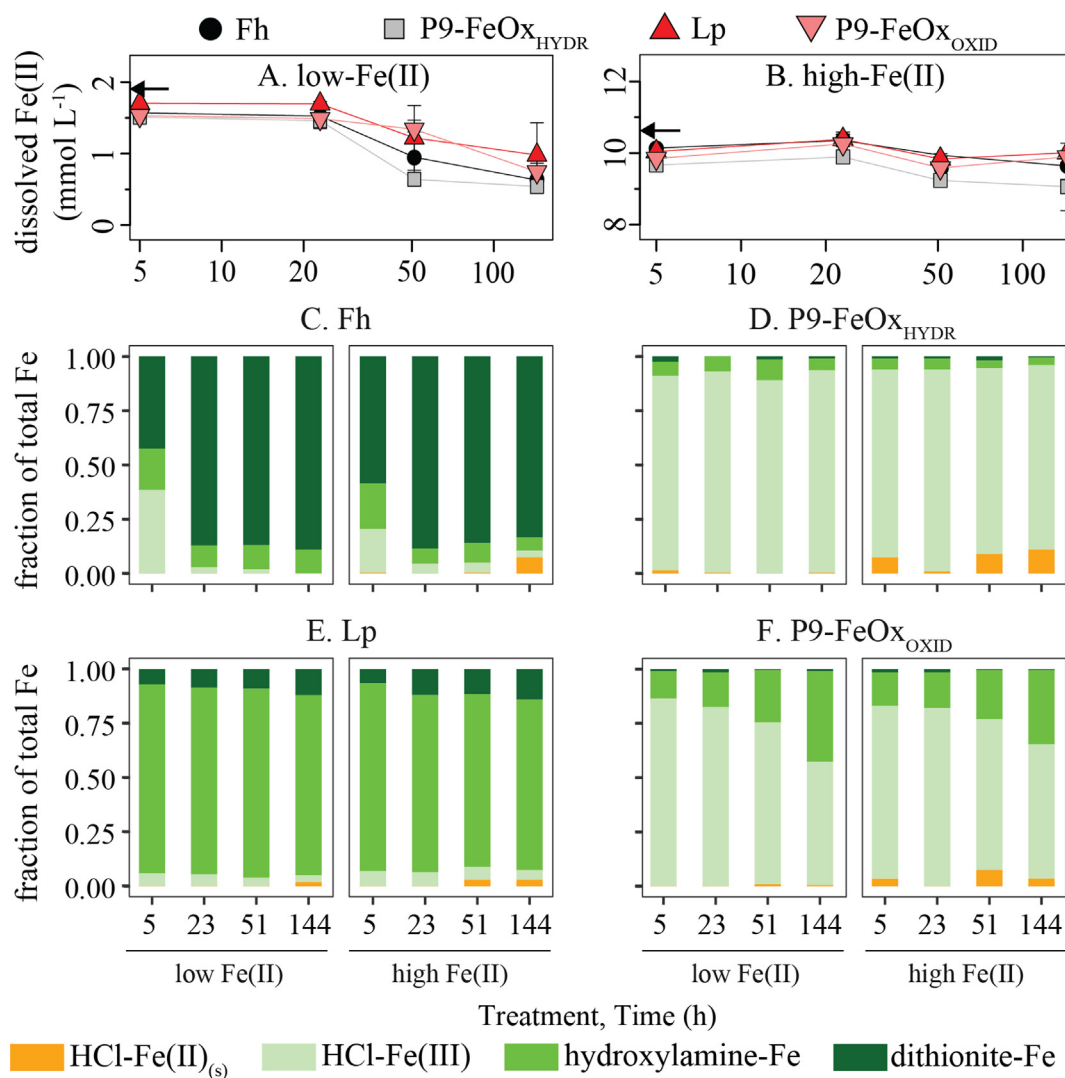 Fh P9-FeOxHYDR Lp P9-FeOxOXID
dissolved Fe(II)
(mmol L-1)
A. low-Fe(II)
2
1
0
5 10 20 50 100
B. high-Fe(II)
12
10
8
5 10 20 50 100
C. Fh
D. P9-FeOxHYDR
fraction of total Fe
1.00
0.75
0.50
0.25
0.00
E. Lp
F. P9-FeOxOXID
fraction of total Fe
1.00
0.75
0.50
0.25
0.00
5 23 51 144 5 23 51 144 5 23 51 144 5 23 51 144
low Fe(II) high Fe(II) low Fe(II) high Fe(II)
Treatment, Time (h)
HCl-Fe(II)(s) HCl-Fe(III) hydroxylamine-Fe dithionite-Fe